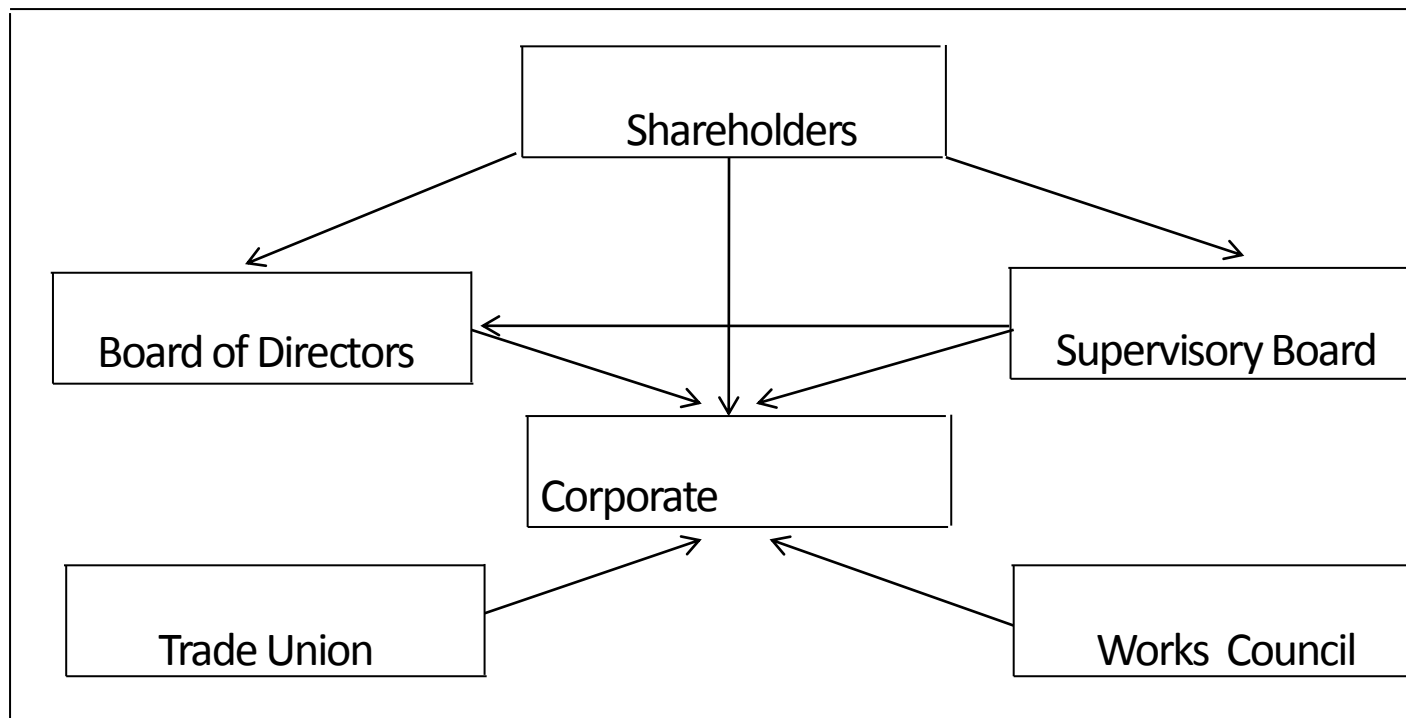 Shareholders
Board of Directors
Supervisory Board
Corporate
Trade Union
Works Council